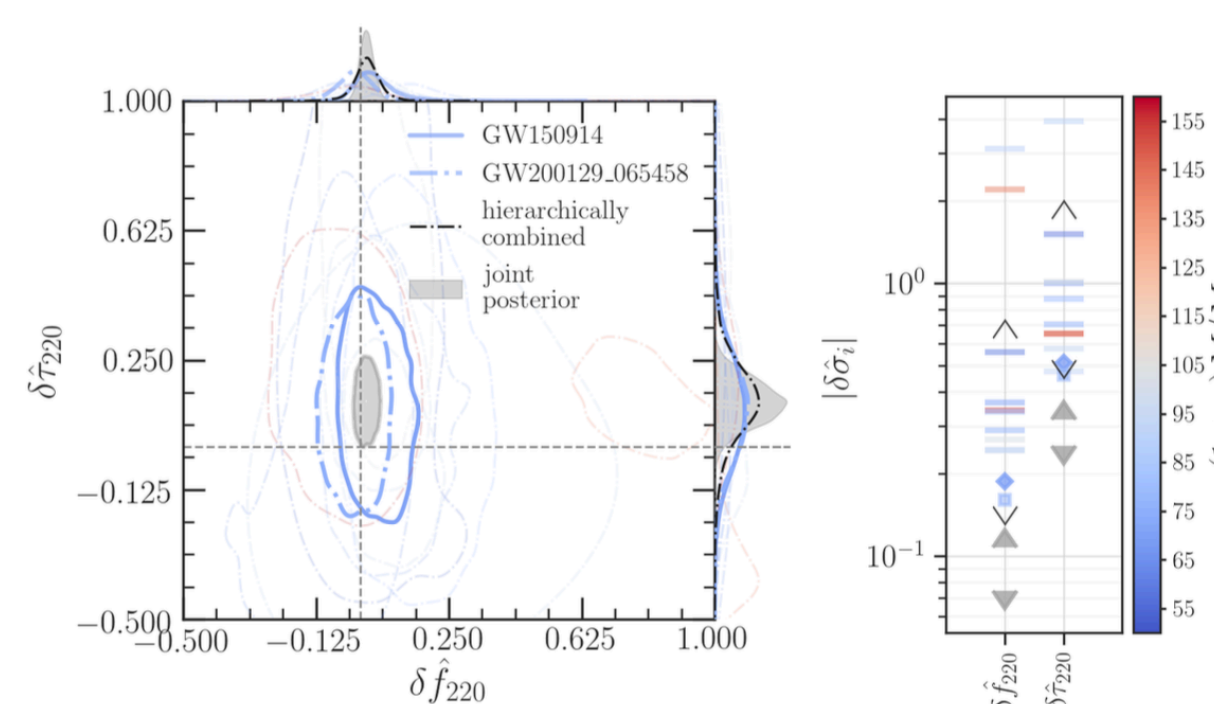 1.000
0.625
0.250
−0.125
−0.500
δτ̂₂₂₀
−0.500
−0.125
0.250
0.625
1.000
δf̂₂₂₀
GW150914
GW200129_065458
hierarchically
combined
joint
posterior
|δσ̂ᵢ|
10⁰
10⁻¹
f̂₂₂₀
δτ̂₂₂₀
155
145
135
125
115
105
95
85
75
65
55